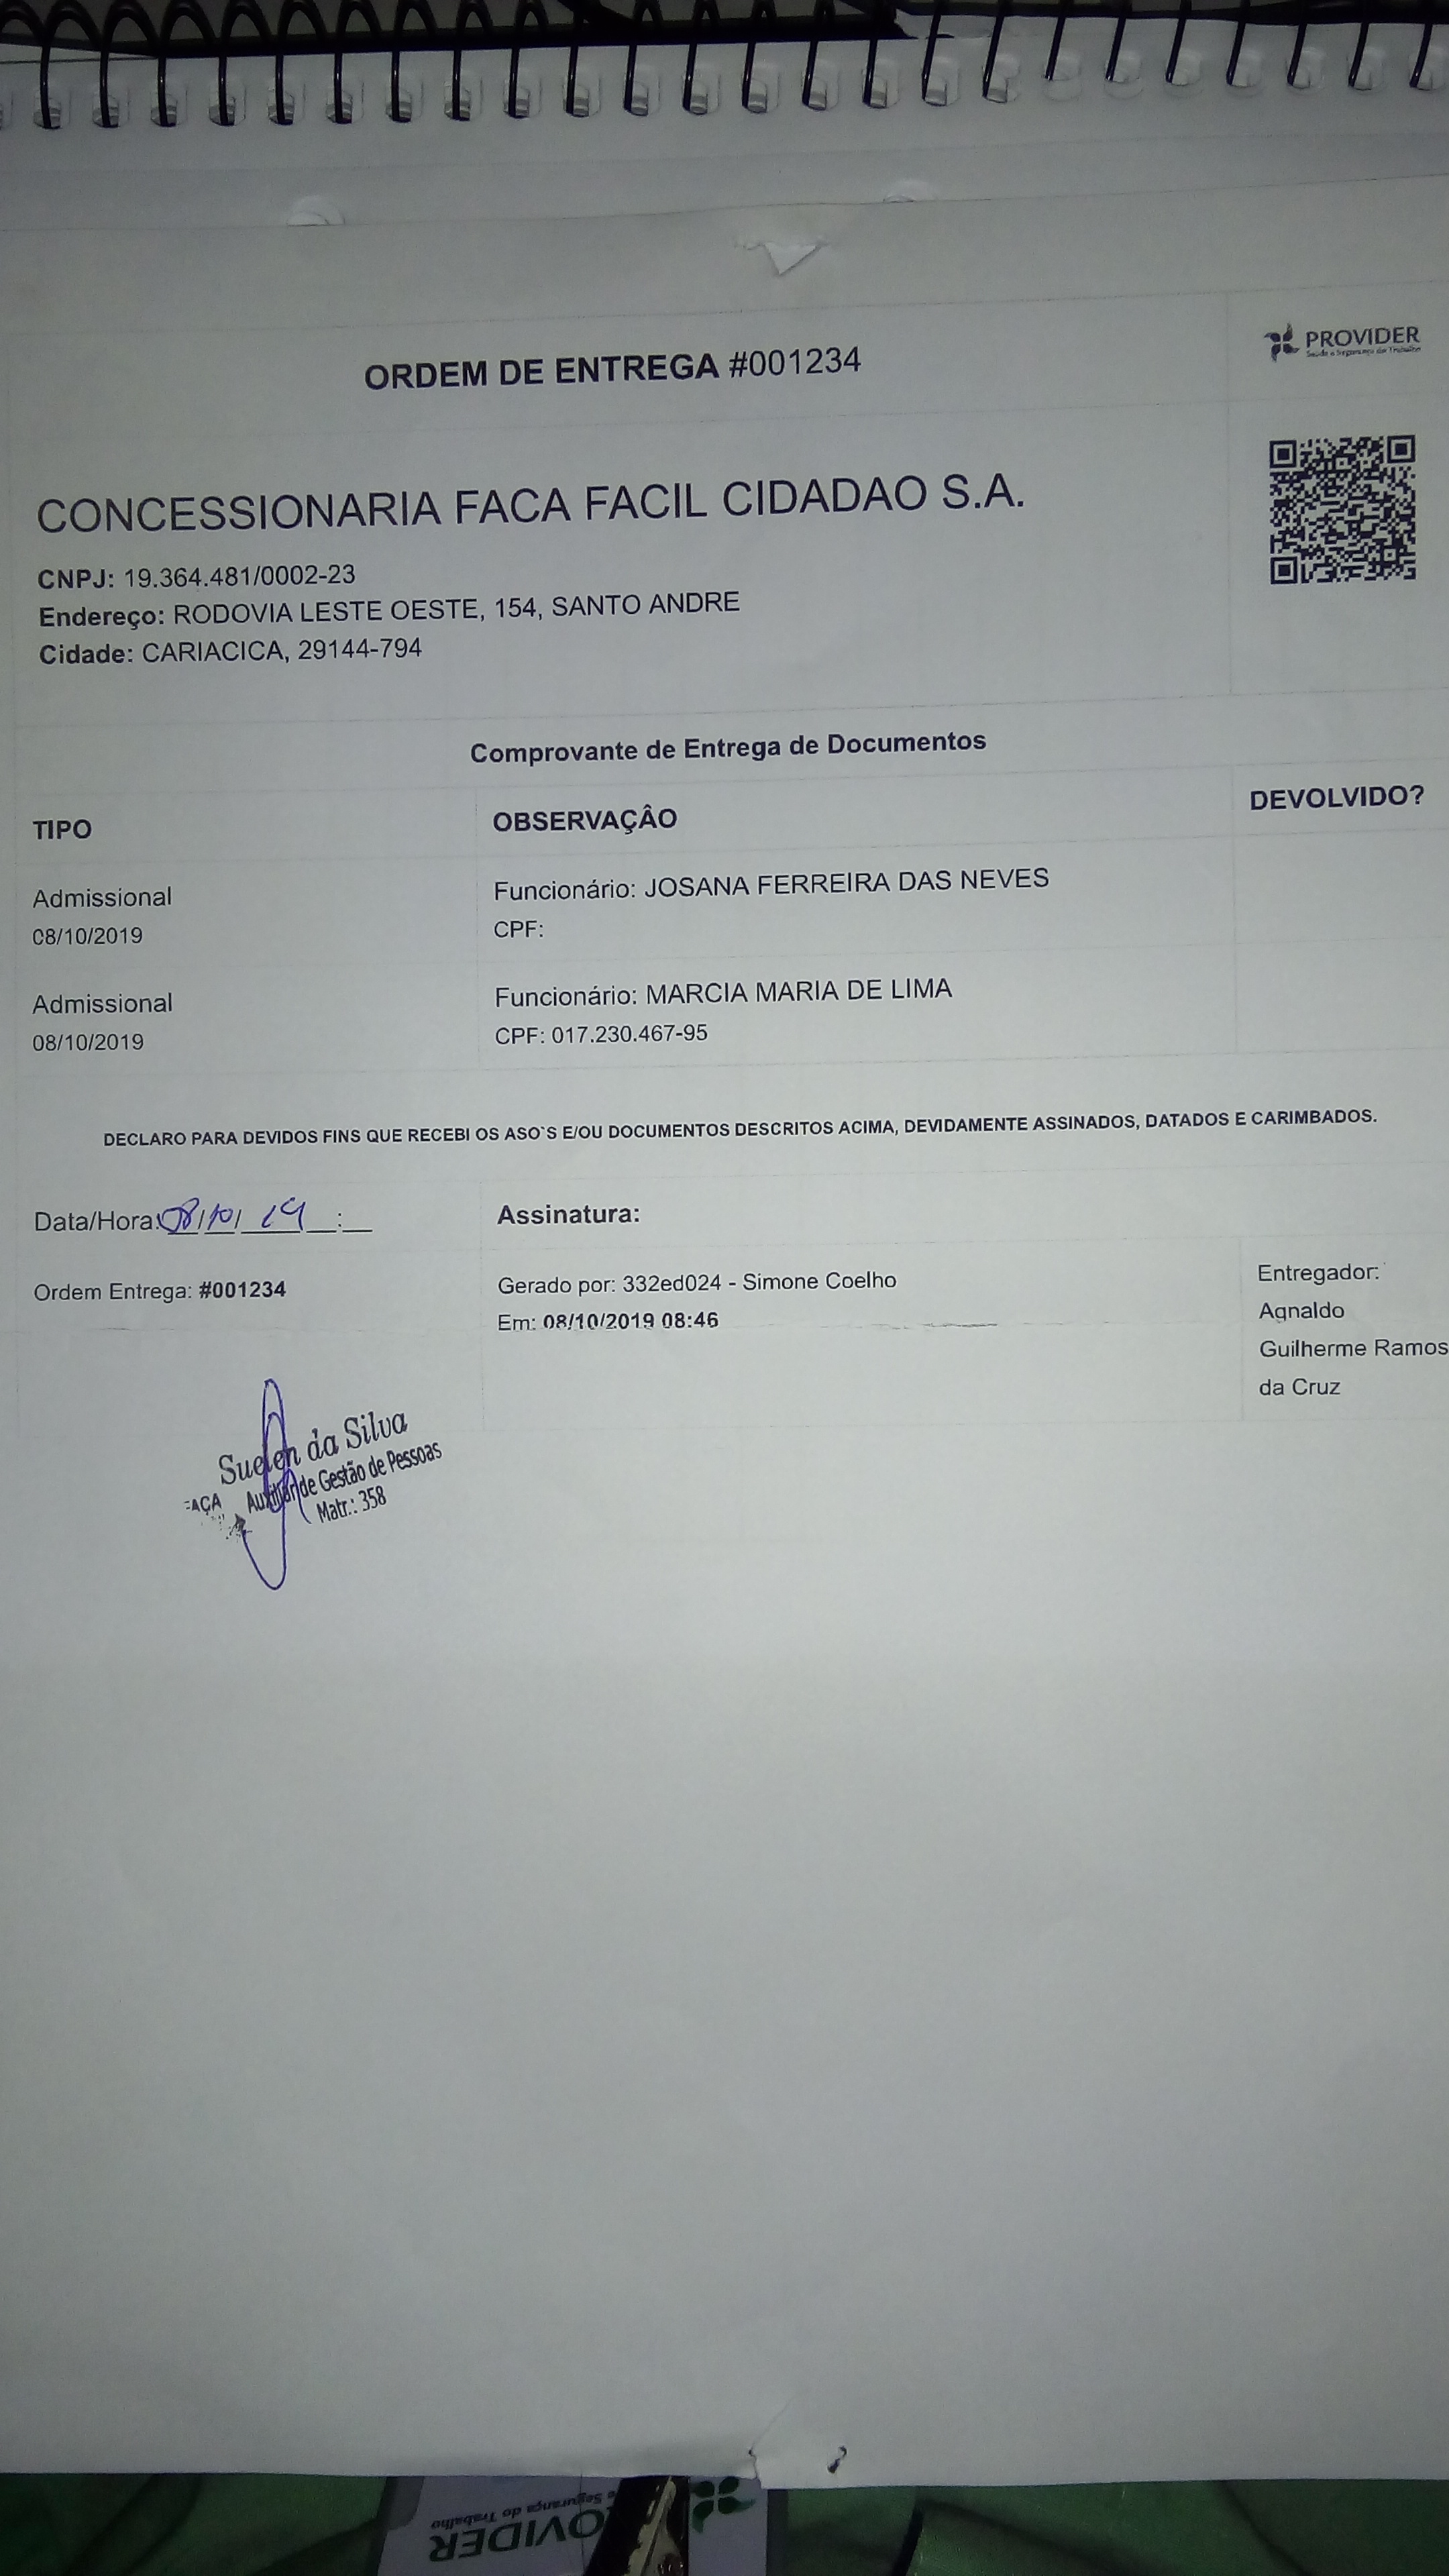 ORDEM DE ENTREGA #001234
PROVIDER
Saúde e Segurança do Trabalho
CONCESSIONARIA FACA FACIL CIDADAO S.A.
CNPJ: 19.364.481/0002-23
Endereço: RODOVIA LESTE OESTE, 154, SANTO ANDRE
Cidade: CARIACICA, 29144-794
Comprovante de Entrega de Documentos
TIPO OBSERVAÇÂO DEVOLVIDO?
Admissional Funcionário: JOSANA FERREIRA DAS NEVES
08/10/2019 CPF:
Admissional Funcionário: MARCIA MARIA DE LIMA
08/10/2019 CPF: 017.230.467-95
DECLARO PARA DEVIDOS FINS QUE RECEBI OS ASO`S E/OU DOCUMENTOS DESCRITOS ACIMA, DEVIDAMENTE ASSINADOS, DATADOS E CARIMBADOS.
Data/Hora: 08/10/ 19 __:__ Assinatura:
Ordem Entrega: #001234
Gerado por: 332ed024 - Simone Coelho
Em: 08/10/2019 08:46
Entregador:
Agnaldo
Guilherme Ramos
da Cruz
Suelen da Silva
Auxiliar de Gestão de Pessoas
Matr.: 358
FAÇA
OVIDER
e Segurança do Trabalho